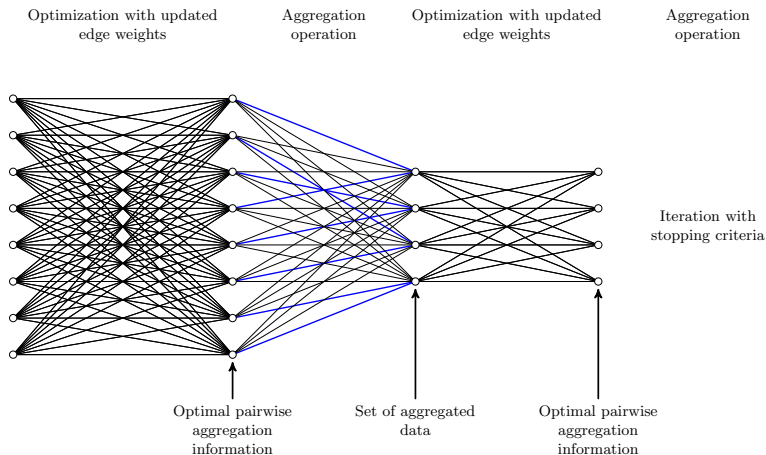 Optimization with updated
edge weights
Aggregation
operation
Optimization with updated
edge weights
Aggregation
operation
Iteration with
stopping criteria
Optimal pairwise
aggregation
information
Set of aggregated
data
Optimal pairwise
aggregation
information